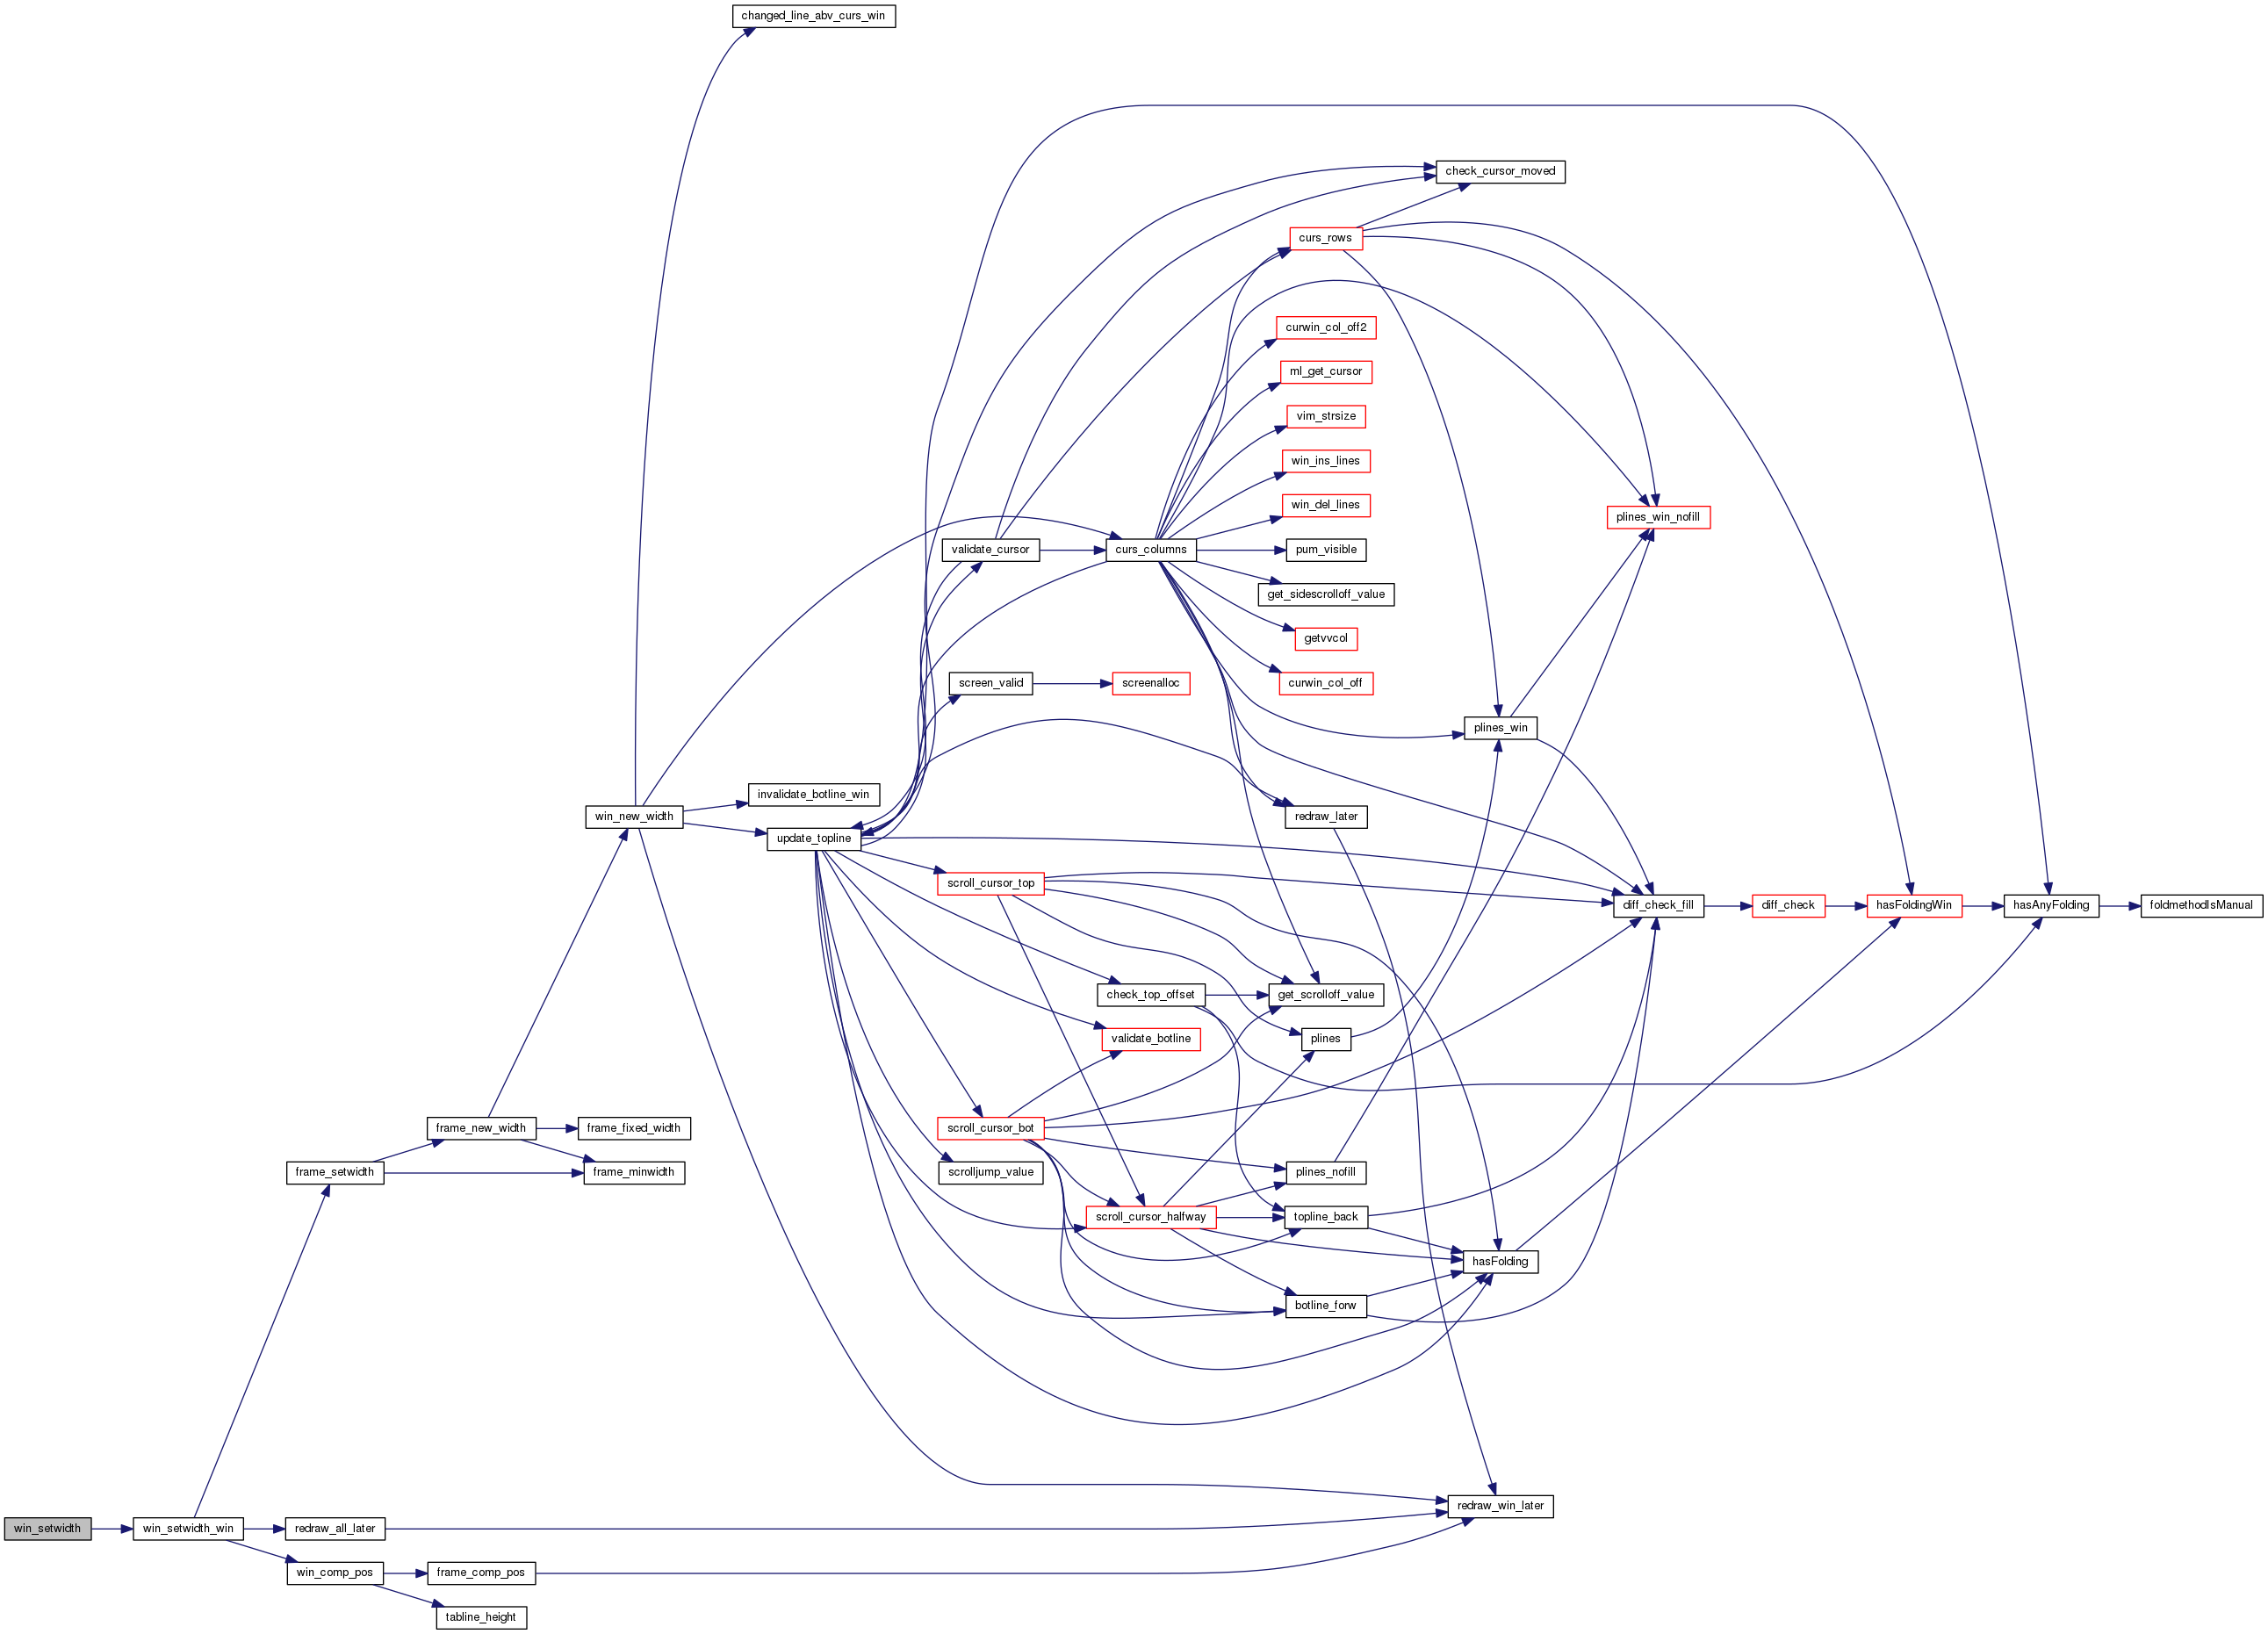 changed_line_abv_curs_win
check_cursor_moved
curs_rows
curwin_col_off2
ml_get_cursor
vim_strsize
win_ins_lines
win_del_lines
plines_win_nofill
validate_cursor
curs_columns
pum_visible
get_sidescrolloff_value
getvvcol
screen_valid
screenalloc
curwin_col_off
plines_win
invalidate_botline_win
win_new_width
redraw_later
update_topline
scroll_cursor_top
diff_check_fill
diff_check
hasFoldingWin
hasAnyFolding
foldmethodIsManual
check_top_offset
get_scrolloff_value
validate_botline
plines
frame_new_width
frame_fixed_width
scroll_cursor_bot
frame_setwidth
frame_minwidth
scrolljump_value
plines_nofill
scroll_cursor_halfway
topline_back
hasFolding
botline_forw
redraw_win_later
win_setwidth
win_setwidth_win
redraw_all_later
win_comp_pos
frame_comp_pos
tabline_height